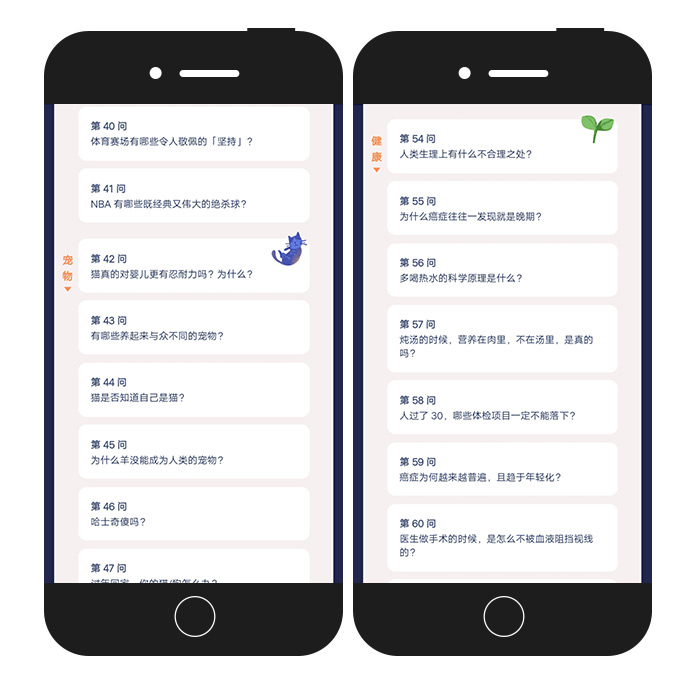 第 40 问
体育赛场有哪些令人敬佩的「坚持」？
第 41 问
NBA 有哪些既经典又伟大的绝杀球？
宠物
第 42 问
猫真的对婴儿更有忍耐力吗？为什么？
第 43 问
有哪些养起来与众不同的宠物？
第 44 问
猫是否知道自己是猫？
第 45 问
为什么羊没能成为人类的宠物？
第 46 问
哈士奇傻吗？
第 47 问
过年回家，你的猫/狗怎么办？
健康
第 54 问
人类生理上有什么不合理之处？
第 55 问
为什么癌症往往一发现就是晚期？
第 56 问
多喝热水的科学原理是什么？
第 57 问
炖汤的时候，营养在肉里，不在汤里，是真的
吗？
第 58 问
人过了 30，哪些体检项目一定不能落下？
第 59 问
癌症为何越来越普遍，且趋于年轻化？
第 60 问
医生做手术的时候，是怎么不被血液阻挡视线
的？